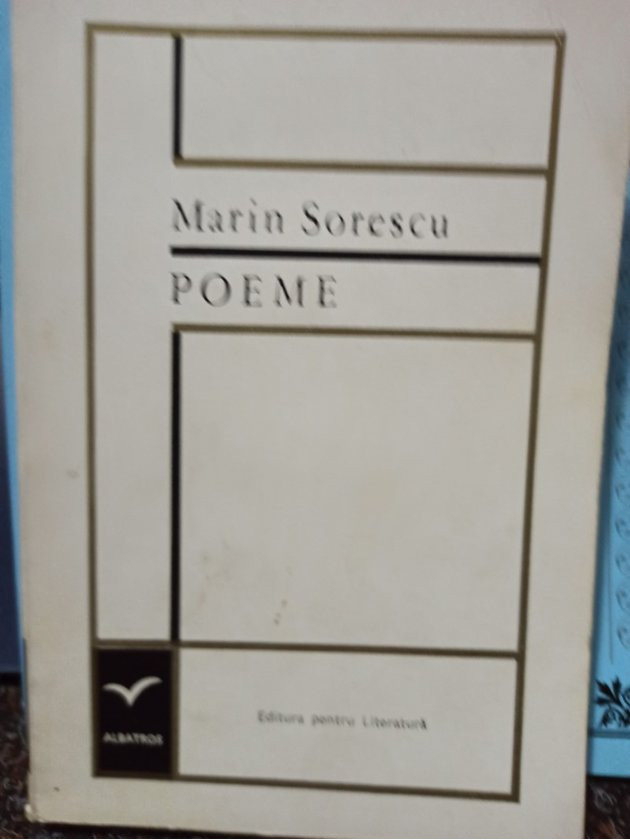 Marin Sorescu
POEME
ALBATROS
Editura pentru Literatură